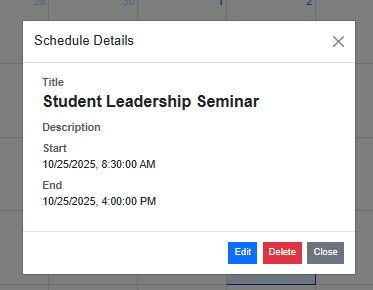 29 30 1 2
Schedule Details
Title
Student Leadership Seminar
Description
Start
10/25/2025, 8:30:00 AM
End
10/25/2025, 4:00:00 PM
Edit Delete Close